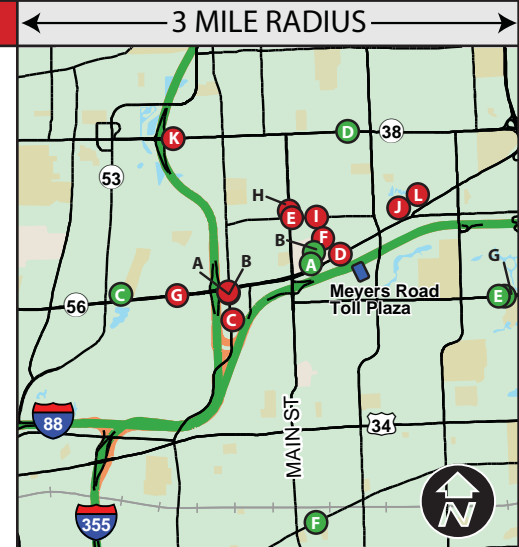 3 MILE RADIUS
K
D
38
53
L
H
J
E
I
F
B
D
A
A
B
G
Meyers Road
Toll Plaza
C
G
E
56
C
MAIN ST
88
34
N
355
F